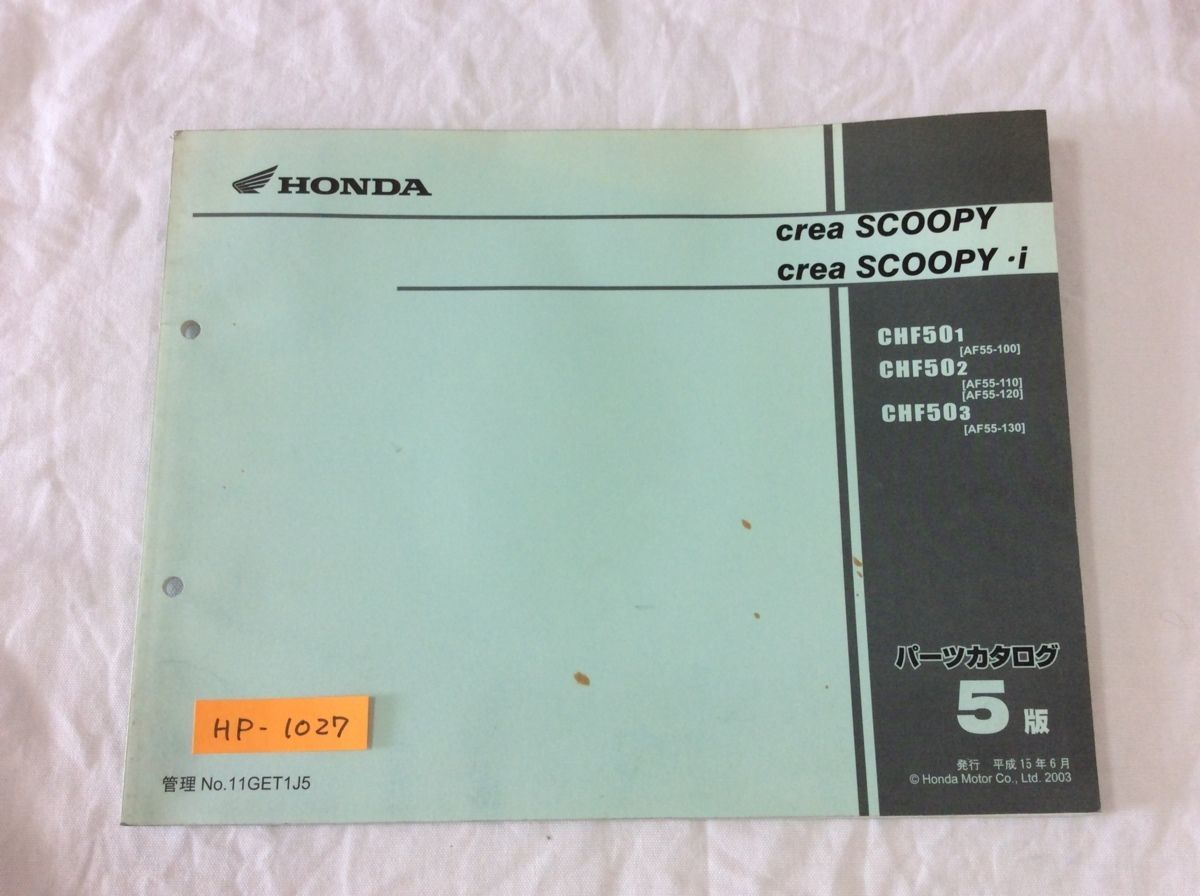 HONDA
crea SCOOPY
crea SCOOPY・i
CHF501
[AF55-100]
CHF502
[AF55-110]
[AF55-120]
CHF503
[AF55-130]
パーツカタログ
5版
発行 平成15年6月
© Honda Motor Co., Ltd. 2003
HP-1027
管理 No.11GET1J5